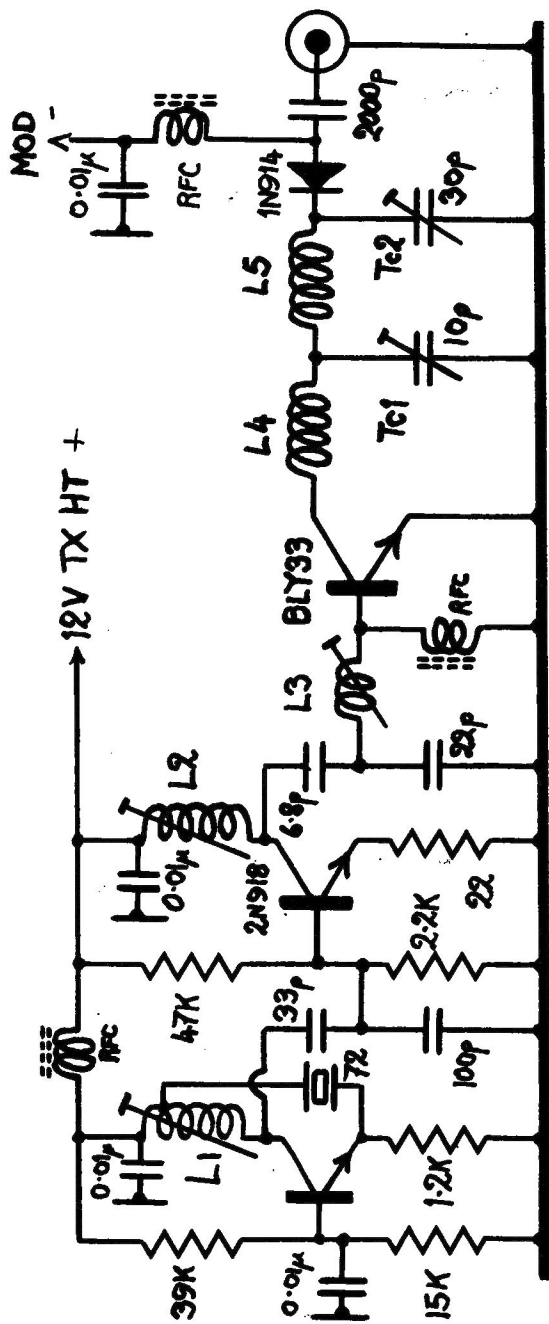 12V TX HT +
MOD -
0.01µ
RFC
2000p
1N914
L5
L4
Tc2
30p
Tc1
10p
BLY33
RFC
L3
L2
0.01µ
6.8p
22p
2N918
22
2.2K
47K
33p
100p
RFC
72
L1
0.01µ
1.2K
39K
0.01µ
15K